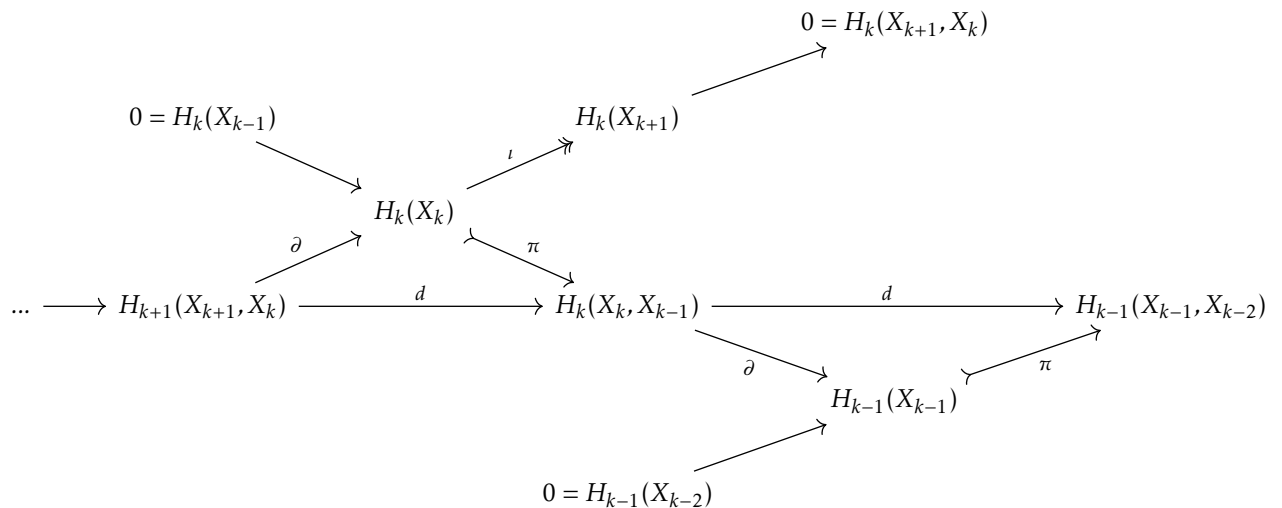 0 = H_k(X_{k+1}, X_k)
0 = H_k(X_{k−1}) H_k(X_{k+1})
ι
H_k(X_k)
∂ π
... H_{k+1}(X_{k+1}, X_k) d H_k(X_k, X_{k−1}) d H_{k−1}(X_{k−1}, X_{k−2})
∂ π
H_{k−1}(X_{k−1})
0 = H_{k−1}(X_{k−2})